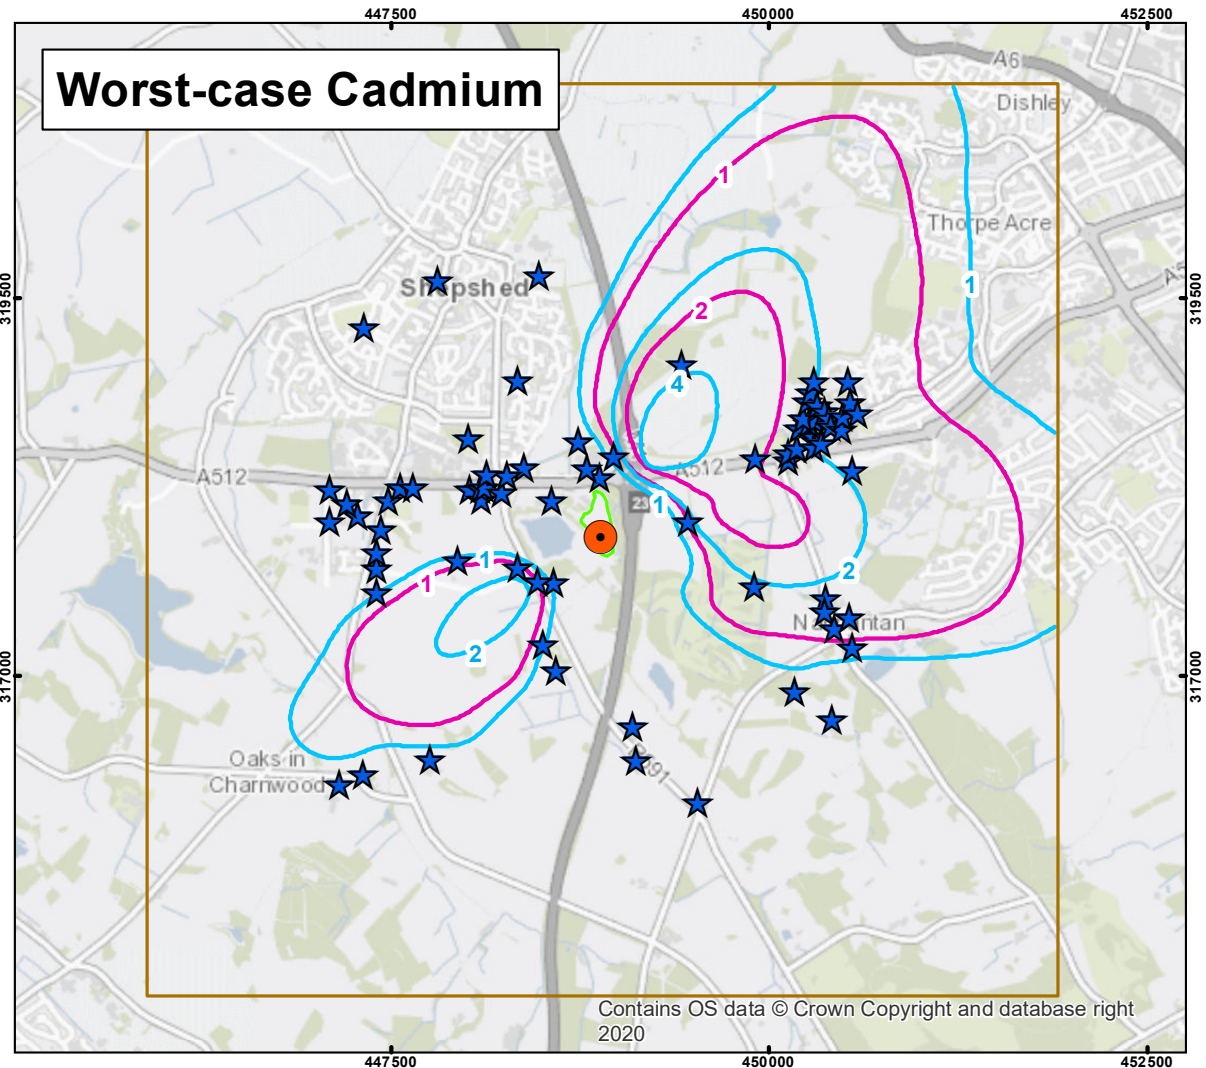 447500
450000
452500
Worst-case Cadmium
A6
Dishley
1
Thorpe Acre
319500
319500
Shepshed
1
2
4
A512
A512
23
1
1
1
2
2
Nanpantan
317000
317000
Oaks in
Charnwood
Contains OS data © Crown Copyright and database right
2020
447500
450000
452500